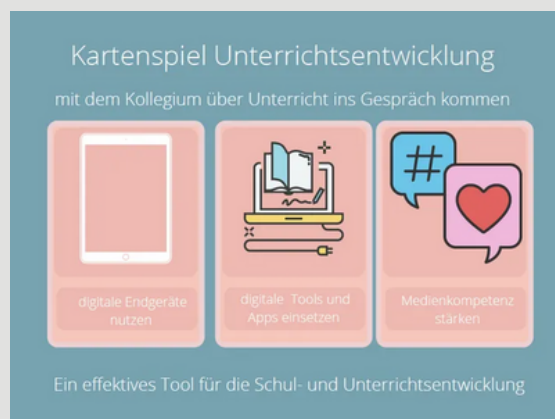 Kartenspiel Unterrichtsentwicklung
mit dem Kollegium über Unterricht ins Gespräch kommen
digitale Endgeräte
nutzen
digitale Tools und
Apps einsetzen
Medienkompetenz
stärken
Ein effektives Tool für die Schul- und Unterrichtsentwicklung